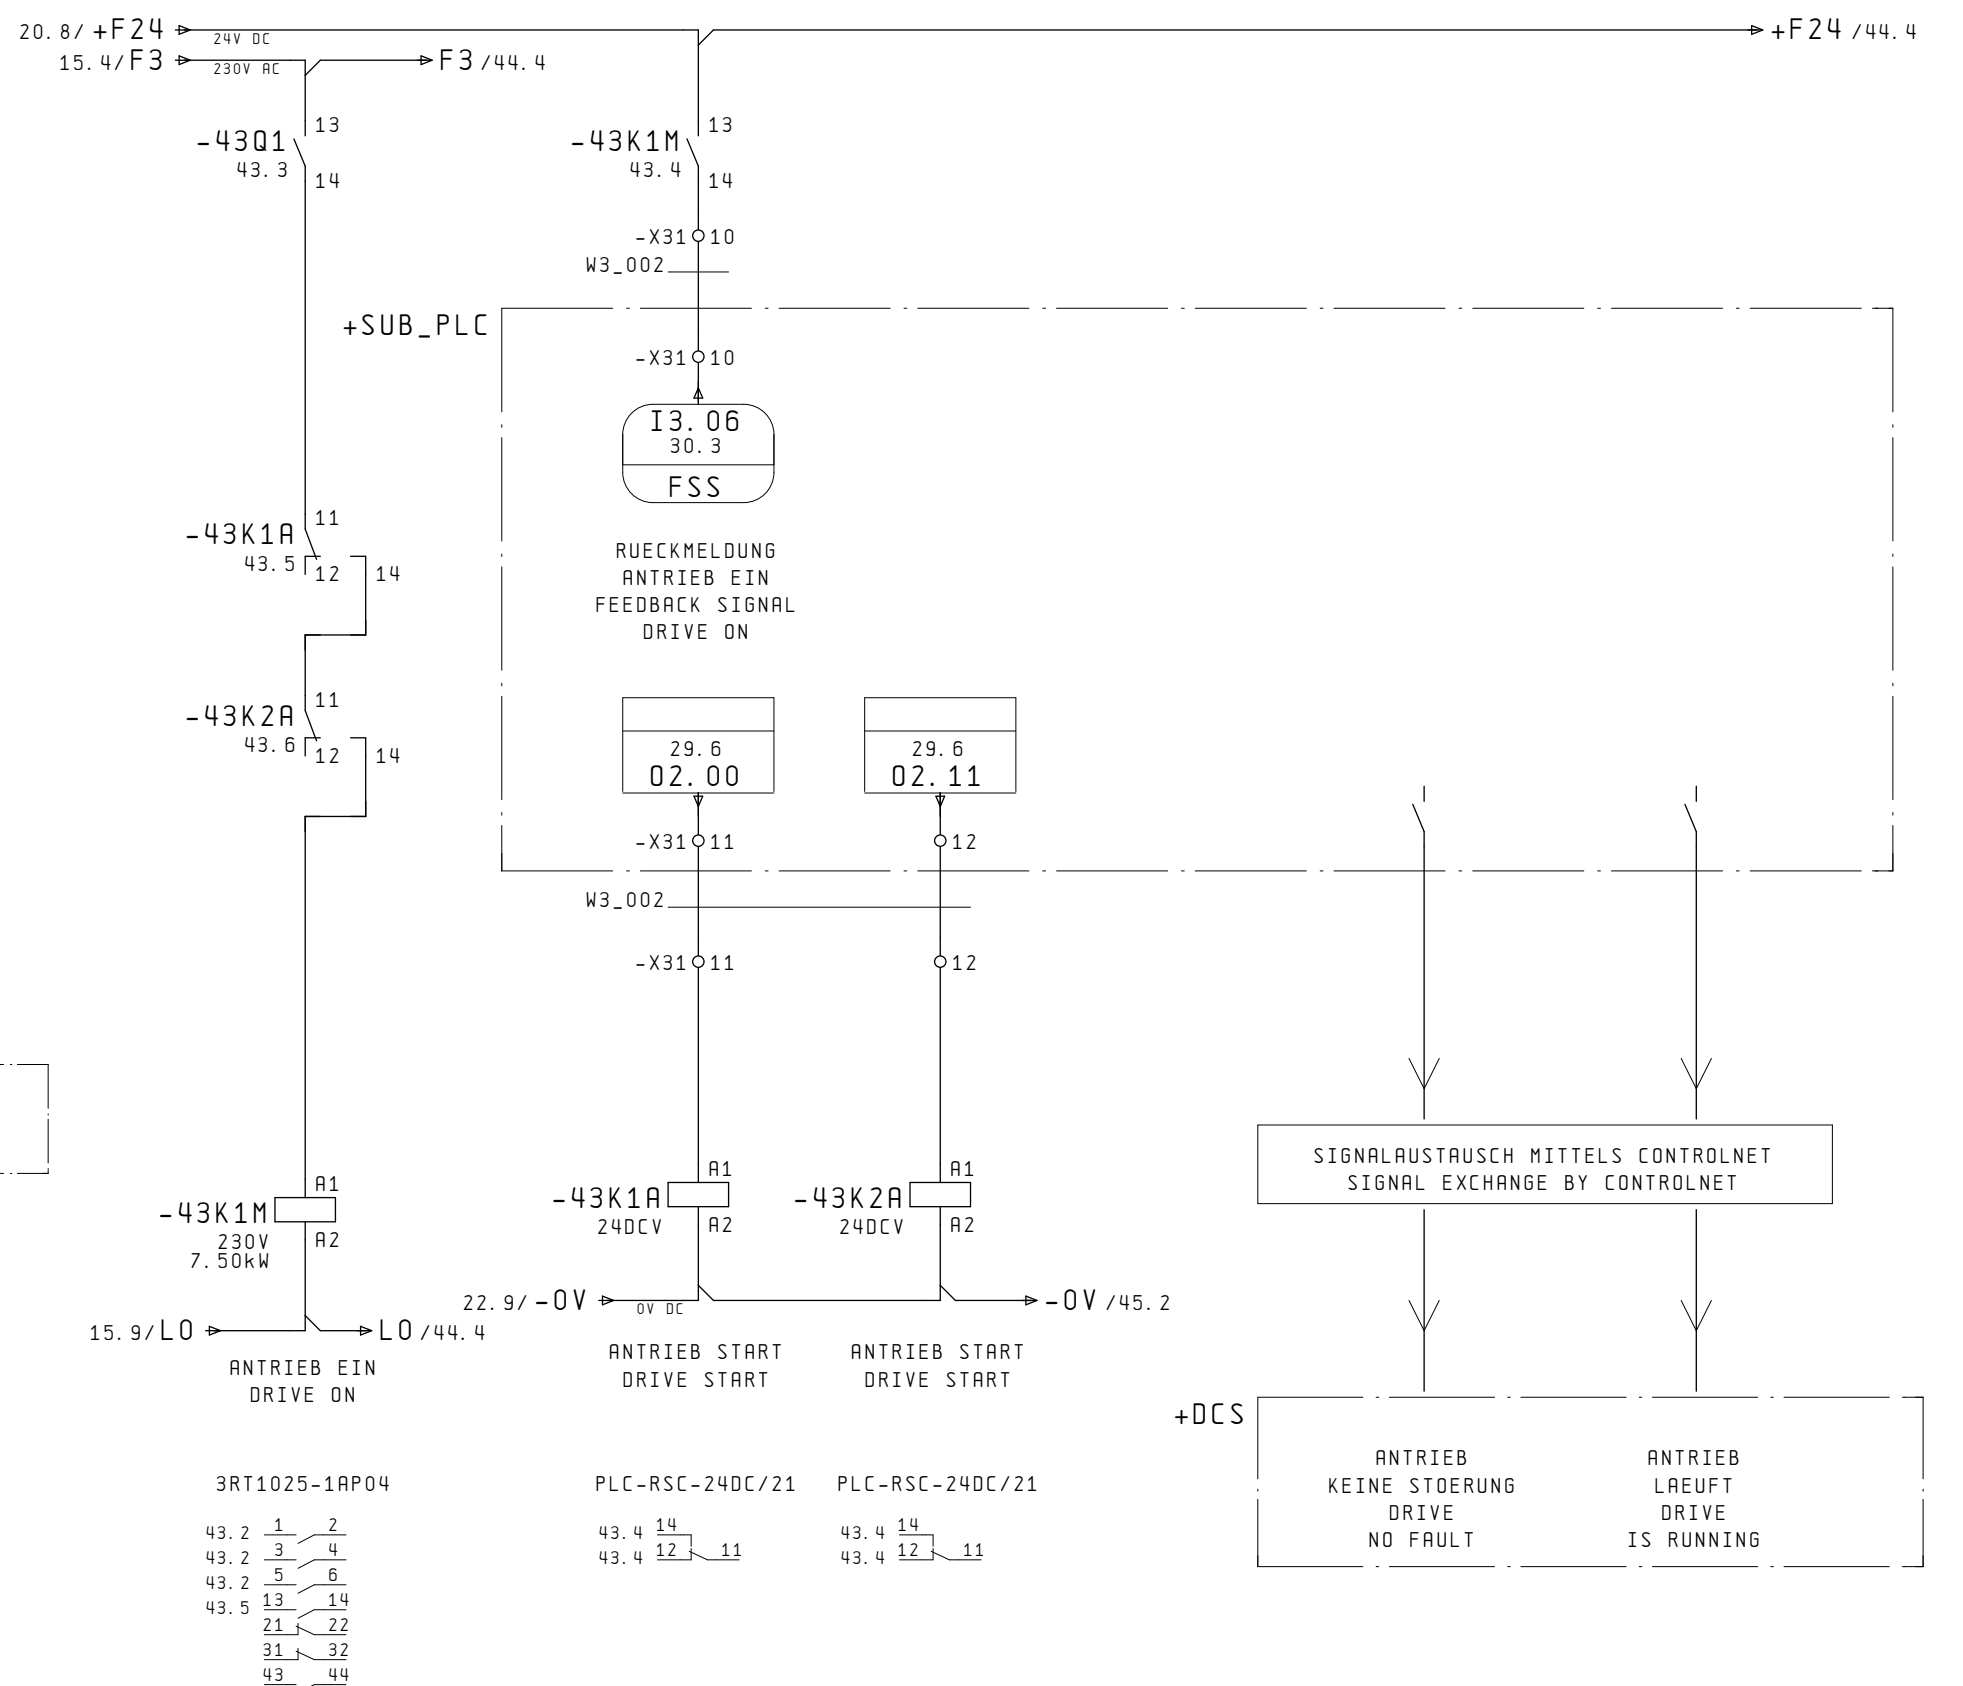 20.8/ +F24
24V DC
+F24 /44.4
15.4/F3
230V AC
F3 /44.4
-43Q1
43.3
13
14
-43K1M
43.4
13
14
-X31 10
W3_002
+SUB_PLC
-X31 10
I3.06
30.3
FSS
RUECKMELDUNG
ANTRIEB EIN
FEEDBACK SIGNAL
DRIVE ON
-43K1A
43.5
11
12
14
-43K2A
43.6
11
12
14
29.6
O2.00
29.6
O2.11
-X31 11
12
W3_002
-X31 11
12
SIGNALAUSTAUSCH MITTELS CONTROLNET
SIGNAL EXCHANGE BY CONTROLNET
-43K1M
230V
7.50kW
A1
A2
-43K1A
24DCV
A1
A2
-43K2A
24DCV
A1
A2
22.9/ -0V
0V DC
-0V /45.2
15.9/L0
L0 /44.4
ANTRIEB EIN
DRIVE ON
ANTRIEB START
DRIVE START
ANTRIEB START
DRIVE START
+DCS
ANTRIEB
KEINE STOERUNG
DRIVE
NO FAULT
ANTRIEB
LAEUFT
DRIVE
IS RUNNING
3RT1025-1AP04
43.2 1 2
43.2 3 4
43.2 5 6
43.5 13 14
21 22
31 32
43 44
PLC-RSC-24DC/21
43.4 14
43.4 12 11
PLC-RSC-24DC/21
43.4 14
43.4 12 11